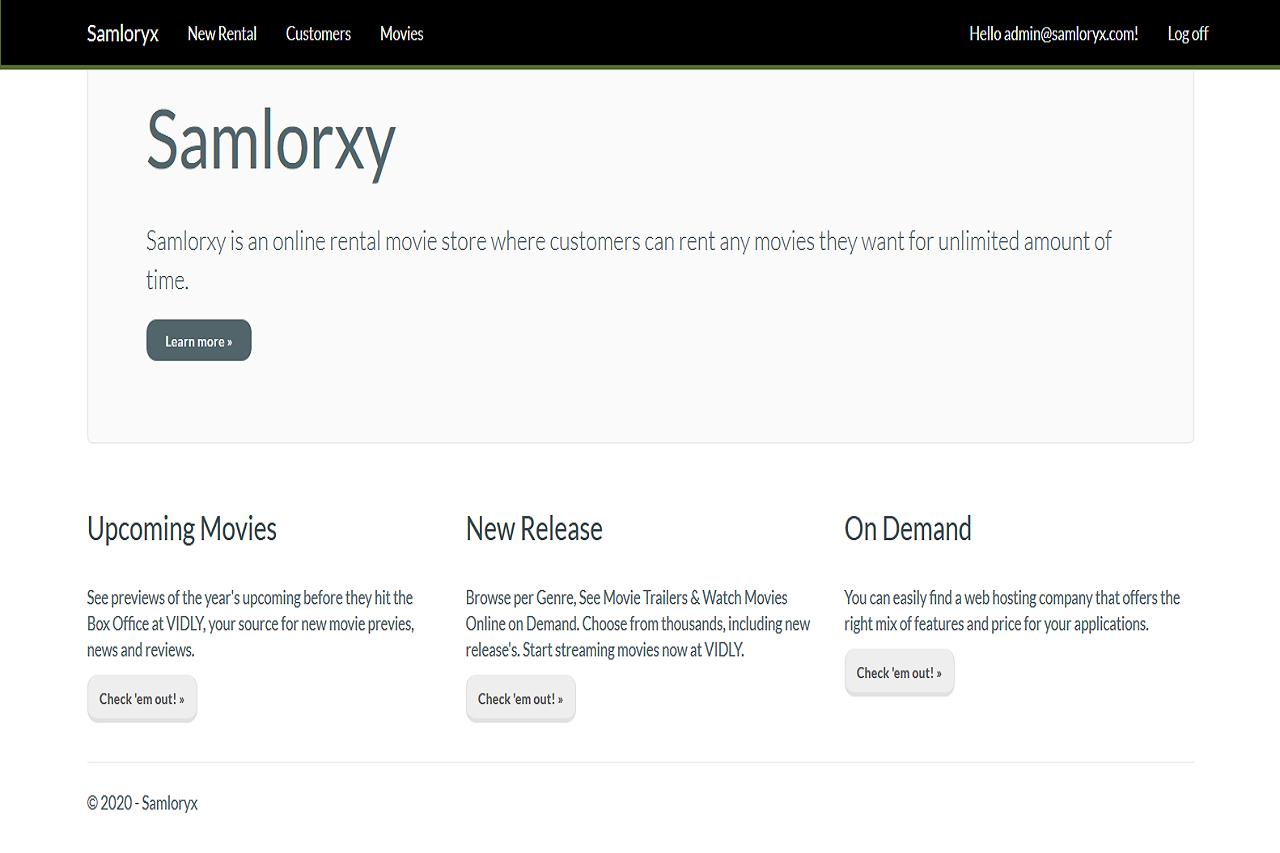 Samloryx New Rental Customers Movies Hello admin@samloryx.com! Log off
Samlorxy
Samlorxy is an online rental movie store where customers can rent any movies they want for unlimited amount of
time.
Learn more »
Upcoming Movies
See previews of the year's upcoming before they hit the
Box Office at VIDLY, your source for new movie previes,
news and reviews.
Check 'em out! »
New Release
Browse per Genre, See Movie Trailers & Watch Movies
Online on Demand. Choose from thousands, including new
release's. Start streaming movies now at VIDLY.
Check 'em out! »
On Demand
You can easily find a web hosting company that offers the
right mix of features and price for your applications.
Check 'em out! »
© 2020 - Samloryx